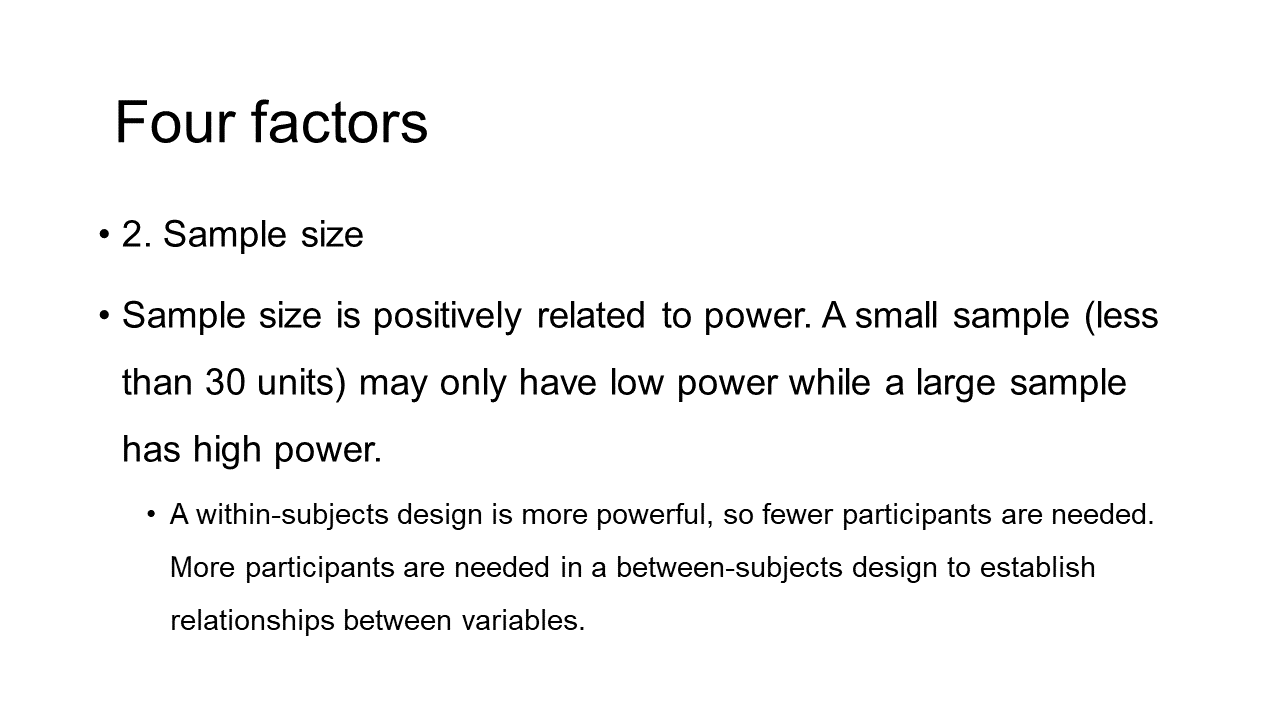 Four factors
• 2. Sample size
• Sample size is positively related to power. A small sample (less
than 30 units) may only have low power while a large sample
has high power.
• A within-subjects design is more powerful, so fewer participants are needed.
More participants are needed in a between-subjects design to establish
relationships between variables.